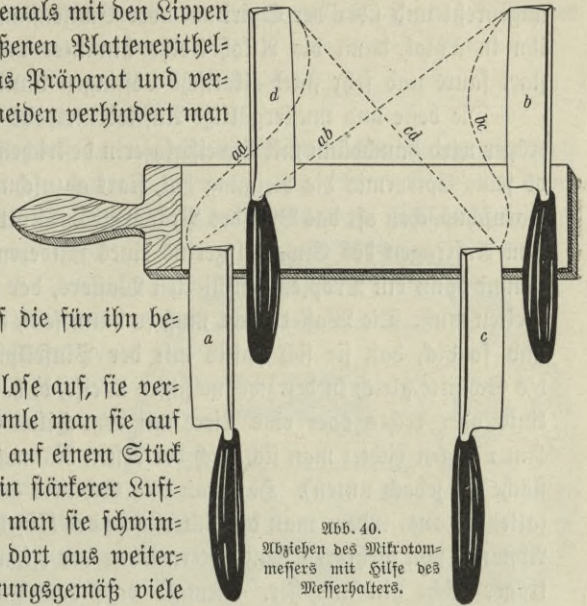 emals mit den Lippen
ßenen Plattenepithel-
as Präparat und ver-
neiden verhindert man
f die für ihn be-
lose auf, sie ver-
mle man sie auf
auf einem Stück
in stärkerer Luft-
man sie schwim-
dort aus weiter-
rungsgemäß viele
d
b
ad
ab
cd
bc
a
c
Abb. 40.
Abziehen des Mikrotom-
messers mit Hilfe des
Messerhalters.